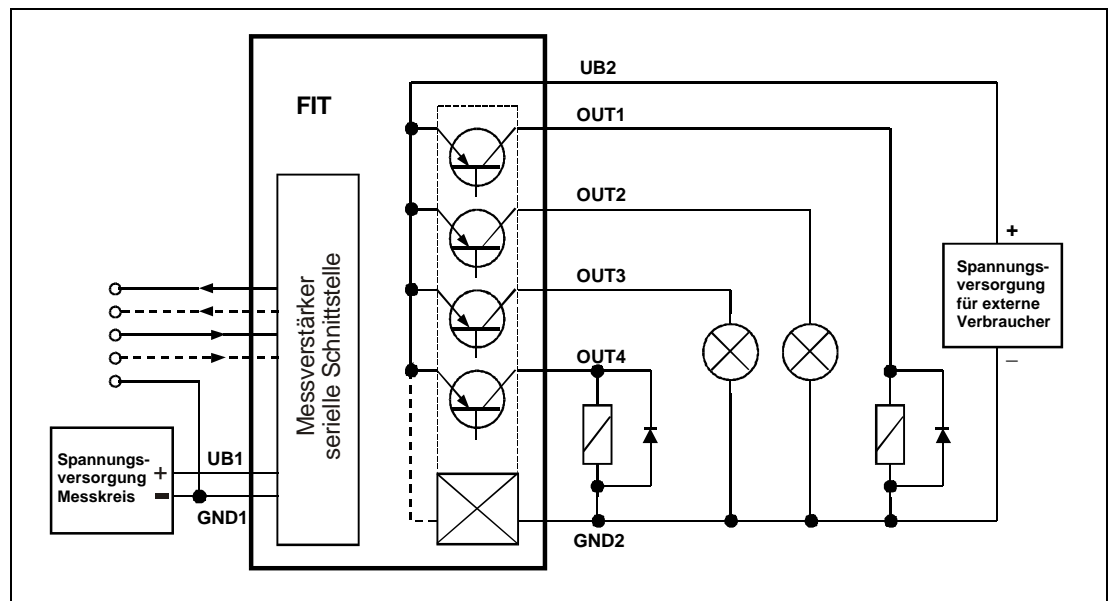 UB2
FIT
OUT1
OUT2
OUT3
OUT4
Messverstärker
serielle Schnittstelle
+
Spannungs-
versorgung
für externe
Verbraucher
–
Spannungs-
versorgung
Messkreis
+
-
UB1
GND1
GND2